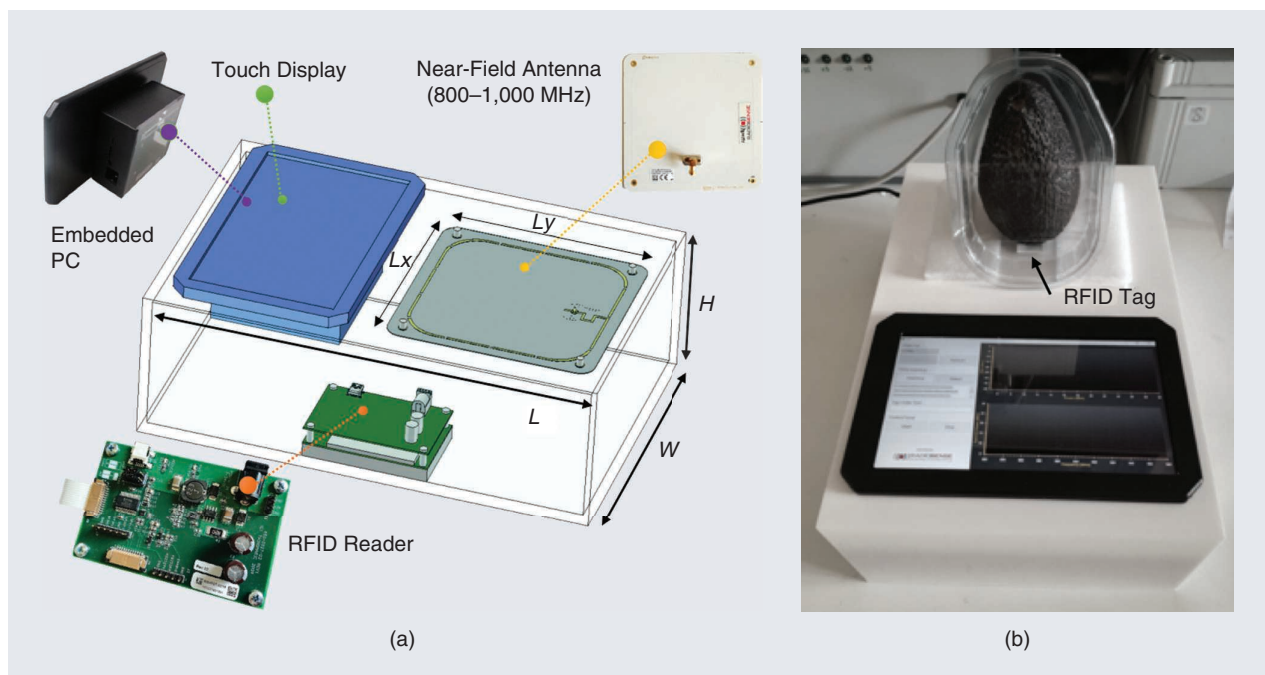 Touch Display
Near-Field Antenna
(800–1,000 MHz)
Embedded
PC
Ly
Lx
H
L
W
RFID Reader
RFID Tag
(a)
(b)